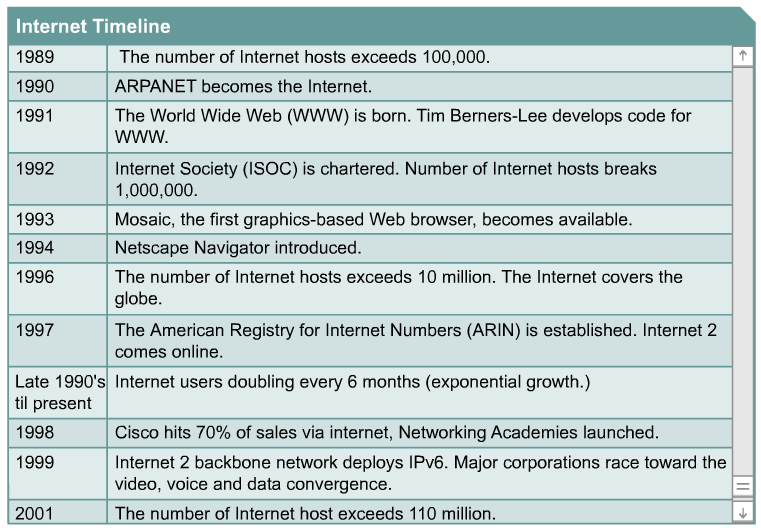 Internet Timeline
1989 The number of Internet hosts exceeds 100,000.
1990 ARPANET becomes the Internet.
1991 The World Wide Web (WWW) is born. Tim Berners-Lee develops code for
WWW.
1992 Internet Society (ISOC) is chartered. Number of Internet hosts breaks
1,000,000.
1993 Mosaic, the first graphics-based Web browser, becomes available.
1994 Netscape Navigator introduced.
1996 The number of Internet hosts exceeds 10 million. The Internet covers the
globe.
1997 The American Registry for Internet Numbers (ARIN) is established. Internet 2
comes online.
Late 1990's Internet users doubling every 6 months (exponential growth.)
til present
1998 Cisco hits 70% of sales via internet, Networking Academies launched.
1999 Internet 2 backbone network deploys IPv6. Major corporations race toward the
video, voice and data convergence.
2001 The number of Internet host exceeds 110 million.